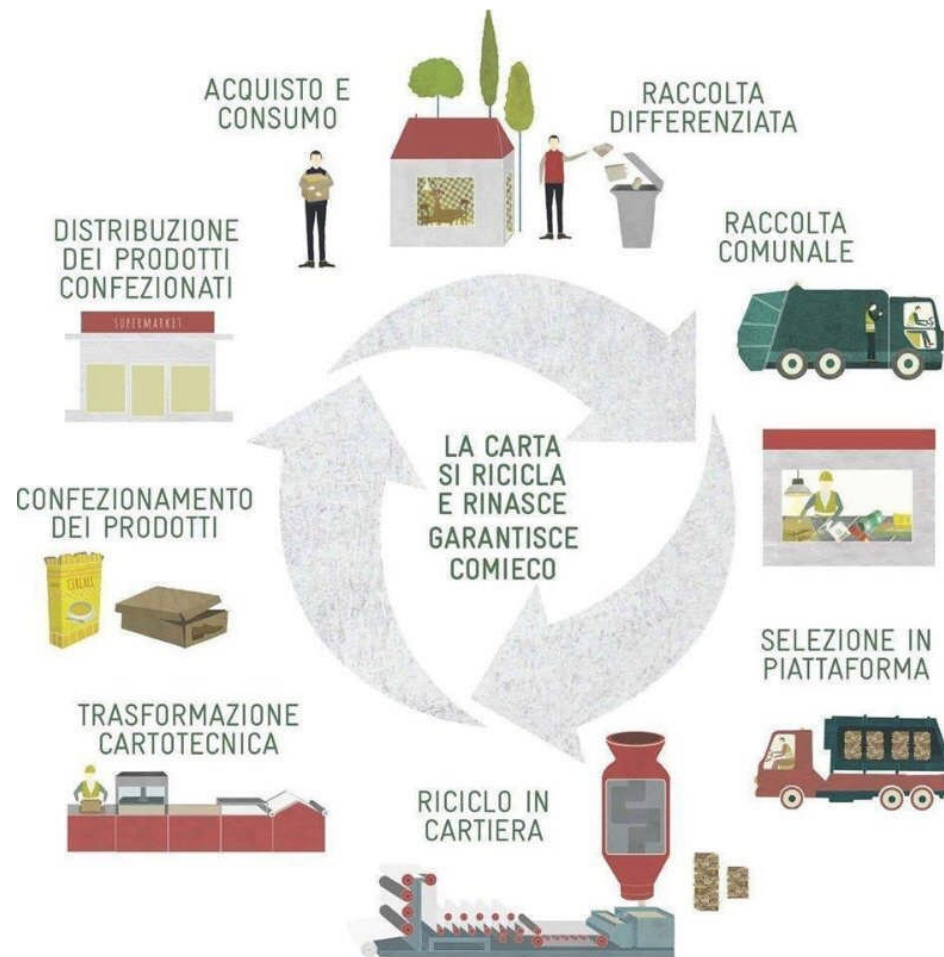 ACQUISTO E
CONSUMO
RACCOLTA
DIFFERENZIATA
RACCOLTA
COMUNALE
DISTRIBUZIONE
DEI PRODOTTI
CONFEZIONATI
SUPERMARKET
LA CARTA
SI RICICLA
E RINASCE
GARANTISCE
COMIECO
CONFEZIONAMENTO
DEI PRODOTTI
CEREALI
SELEZIONE IN
PIATTAFORMA
TRASFORMAZIONE
CARTOTECNICA
RICICLO IN
CARTIERA